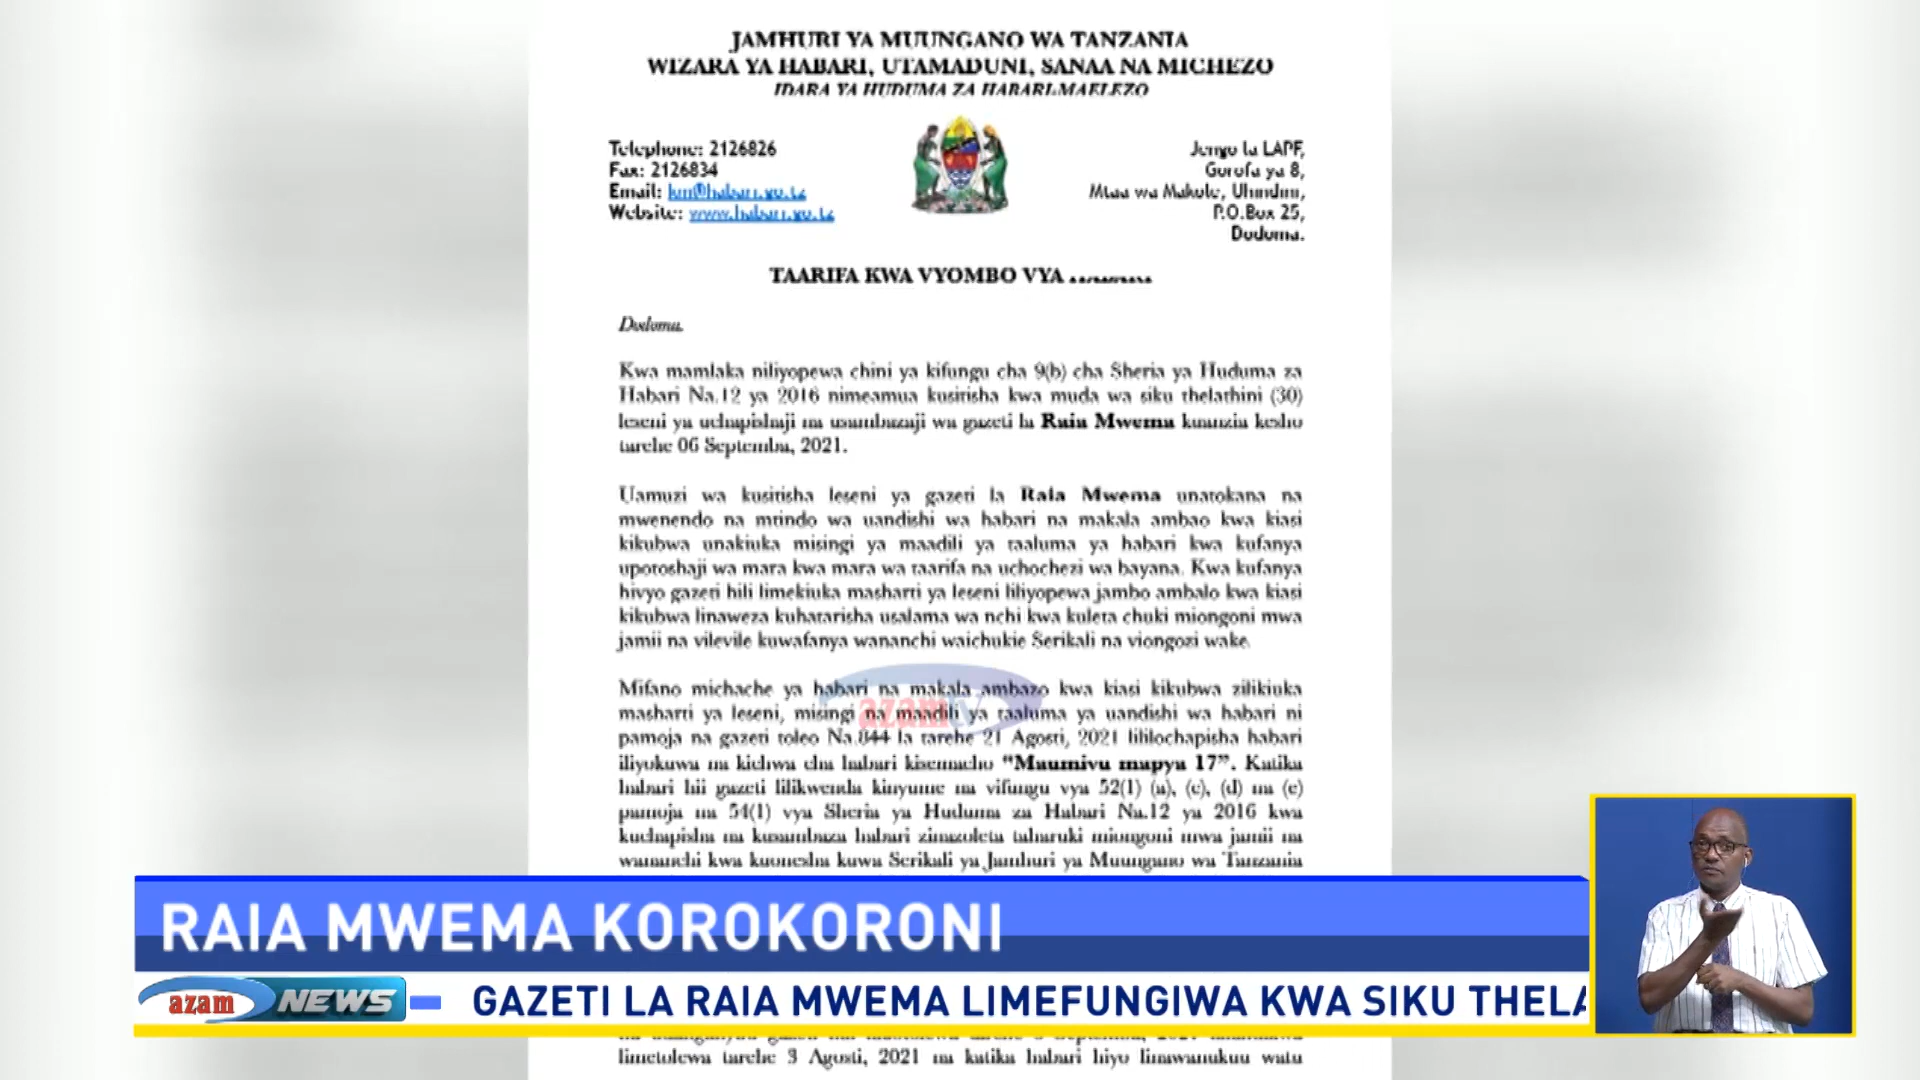 JAMHURI YA MUUNGANO WA TANZANIA
WIZARA YA HABARI, UTAMADUNI, SANAA NA MICHEZO
IDARA YA HUDUMA ZA HABARI-MAELEZO
Telephone: 2126826
Fax: 2126834
Email:
Website: www.habari.go.tz
Jengo la LAPF,
Gorofa ya 8,
Mtaa wa Makole, Uhindini,
P.O.Box 25,
Dodoma.
TAARIFA KWA VYOMBO VYA
Dodoma.
Kwa mamlaka niliyopewa chini ya kifungu cha 9(b) cha Sheria ya Huduma za
Habari Na.12 ya 2016 nimeamua kusitisha kwa muda wa siku thelathini (30)
leseni ya uchapishaji na usambazaji wa gazeti la Raia Mwema kuanzia kesho
tarehe 06 Septemba, 2021.
Uamuzi wa kusitisha leseni ya gazeti la Raia Mwema unatokana na
mwenendo na mtindo wa uandishi wa habari na makala ambao kwa kiasi
kikubwa unakiuka misingi ya maadili ya taaluma ya habari kwa kufanya
upotoshaji wa mara kwa mara wa taarifa na uchochezi wa bayana. Kwa kufanya
hivyo gazeti hili limekiuka masharti ya leseni liliyopewa jambo ambalo kwa kiasi
kikubwa linaweza kuhatarisha usalama wa nchi kwa kuleta chuki miongoni mwa
jamii na vilevile kuwafanya wananchi waichukie Serikali na viongozi wake.
Mifano michache ya habari na makala ambazo kwa kiasi kikubwa zilikiuka
masharti ya leseni, misingi na maadili ya taaluma ya uandishi wa habari ni
pamoja na gazeti toleo Na.844 la tarehe 21 Agosti, 2021 lililochapisha habari
iliyokuwa na kichwa cha habari kisemacho “Maumivu mapya 17”. Katika
habari hii gazeti lilikwenda kinyume na vifungu vya 52(1) (a), (c), (d) na (e)
pamoja na 54(1) vya Sheria ya Huduma za Habari Na.12 ya 2016 kwa
kuchapisha na kusambaza habari zinazoleta taharuki miongoni mwa jamii na
wananchi kwa kuonesha kuwa Serikali ya Jamhuri ya Muungano wa Tanzania
azam tv
RAIA MWEMA KOROKORONI
azam NEWS
GAZETI LA RAIA MWEMA LIMEFUNGIWA KWA SIKU THELA
limetolewa tarehe 3 Agosti, 2021 na katika habari hiyo linawanukuu watu